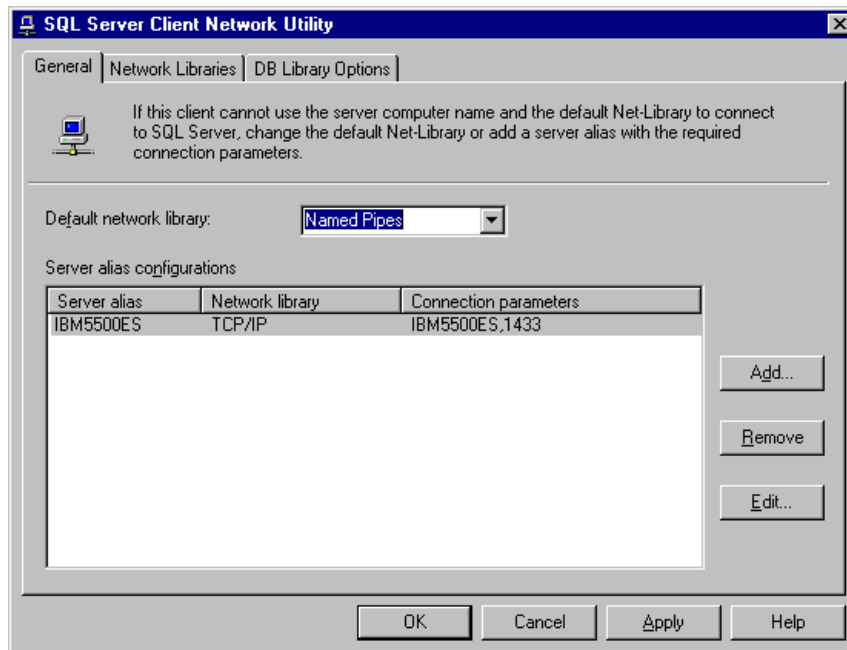 SQL Server Client Network Utility
General Network Libraries DB Library Options
If this client cannot use the server computer name and the default Net-Library to connect
to SQL Server, change the default Net-Library or add a server alias with the required
connection parameters.
Default network library: Named Pipes
Server alias configurations
Server alias Network library Connection parameters
IBM5500ES TCP/IP IBM5500ES,1433
Add...
Remove
Edit...
OK Cancel Apply Help